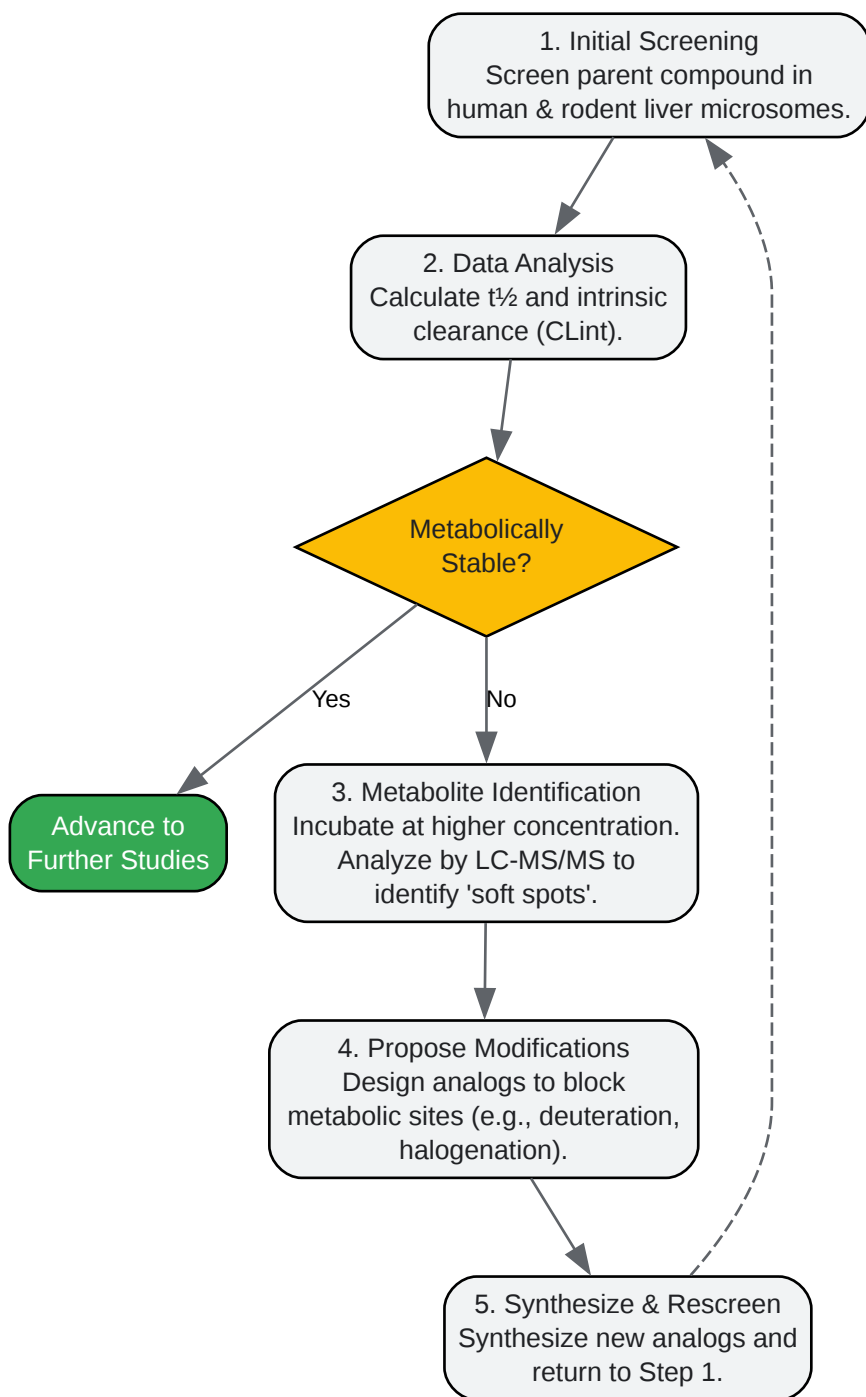 1. Initial Screening
Screen parent compound in
human & rodent liver microsomes.
2. Data Analysis
Calculate t½ and intrinsic
clearance (CLint).
Metabolically
Stable?
Yes
No
Advance to
Further Studies
3. Metabolite Identification
Incubate at higher concentration.
Analyze by LC-MS/MS to
identify 'soft spots'.
4. Propose Modifications
Design analogs to block
metabolic sites (e.g., deuteration,
halogenation).
5. Synthesize & Rescreen
Synthesize new analogs and
return to Step 1.